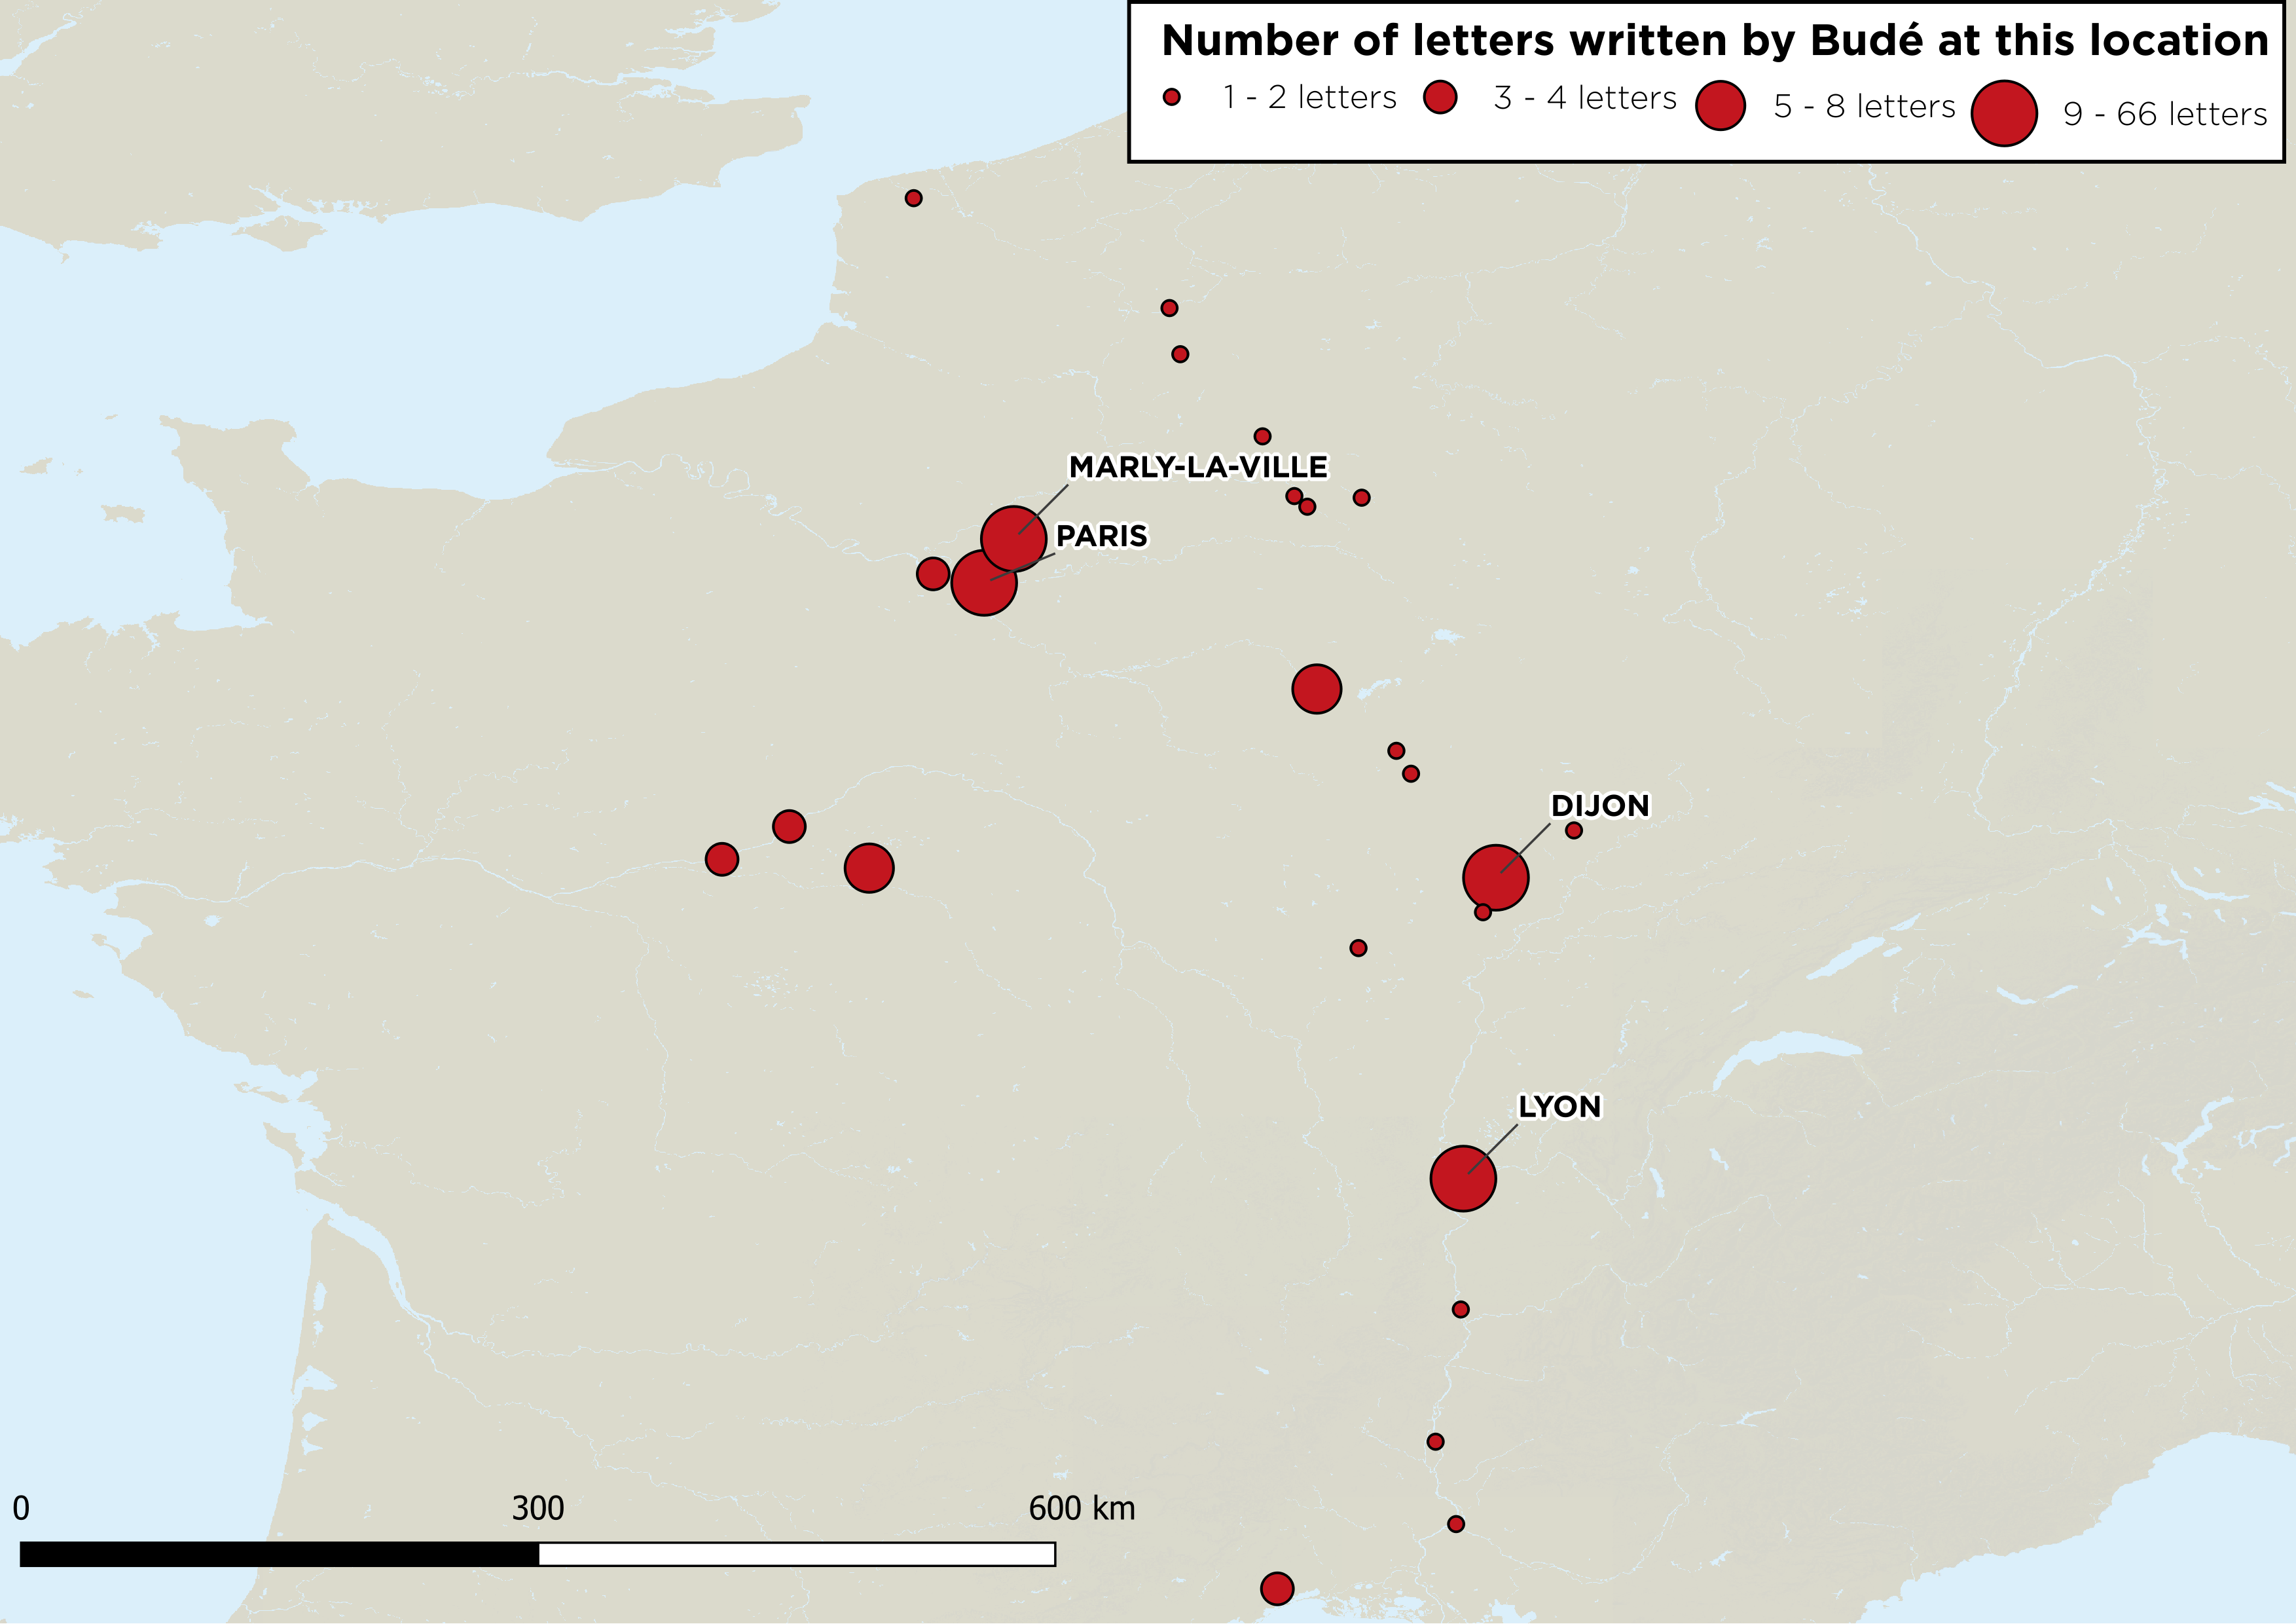 Number of letters written by Budé at this location
1 - 2 letters 3 - 4 letters 5 - 8 letters 9 - 66 letters
MARLY-LA-VILLE
PARIS
DIJON
LYON
0 300 600 km